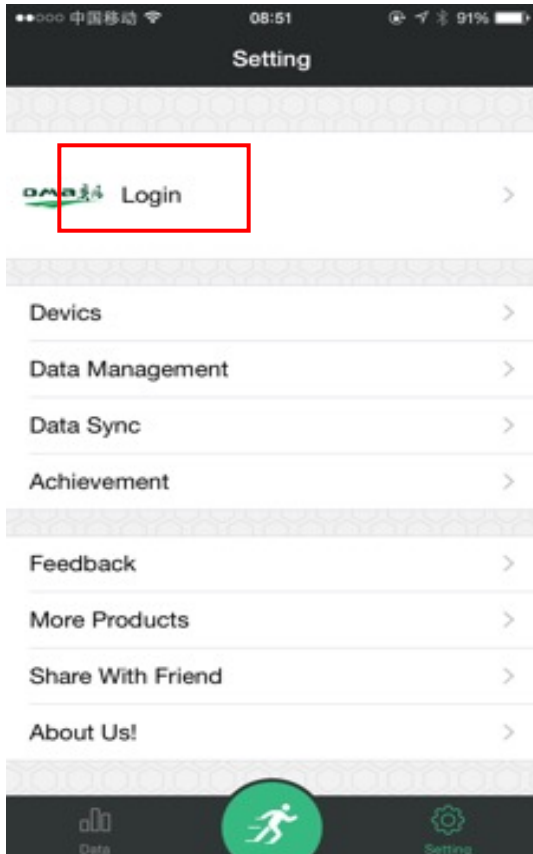 中国移动 08:51 91%
Setting
Login
Devics
Data Management
Data Sync
Achievement
Feedback
More Products
Share With Friend
About Us!
Data Setting